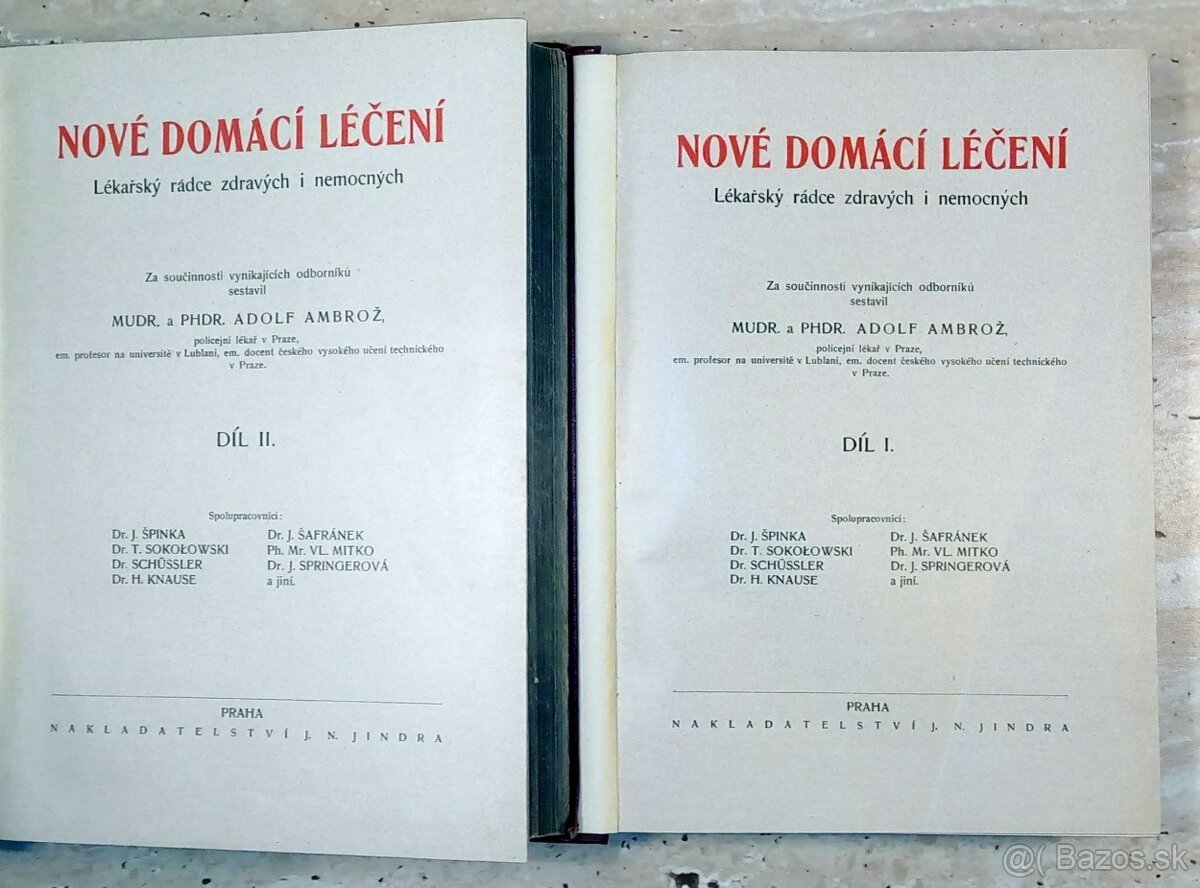 NOVÉ DOMÁCÍ LÉČENÍ
Lékařský rádce zdravých i nemocných
Za součinnosti vynikajících odborníků
sestavil
MUDR. a PHDR. ADOLF AMBROŽ,
policejní lékař v Praze,
em. profesor na universitě v Lublani, em. docent českého vysokého učení technického
v Praze.
DÍL II.
Spolupracovníci:
Dr. J. ŠPINKA Dr. J. ŠAFRÁNEK
Dr. T. SOKOŁOWSKI Ph. Mr. VL. MITKO
Dr. SCHÜSSLER Dr. J. SPRINGEROVÁ
Dr. H. KNAUSE a jiní.
PRAHA
NAKLADATELSTVÍ J. N. JINDRA
NOVÉ DOMÁCÍ LÉČENÍ
Lékařský rádce zdravých i nemocných
Za součinnosti vynikajících odborníků
sestavil
MUDR. a PHDR. ADOLF AMBROŽ,
policejní lékař v Praze,
em. profesor na universitě v Lublani, em. docent českého vysokého učení technického
v Praze.
DÍL I.
Spolupracovníci:
Dr. J. ŠPINKA Dr. J. ŠAFRÁNEK
Dr. T. SOKOŁOWSKI Ph. Mr. VL. MITKO
Dr. SCHÜSSLER Dr. J. SPRINGEROVÁ
Dr. H. KNAUSE a jiní.
PRAHA
NAKLADATELSTVÍ J. N. JINDRA
@( Bazos.sk